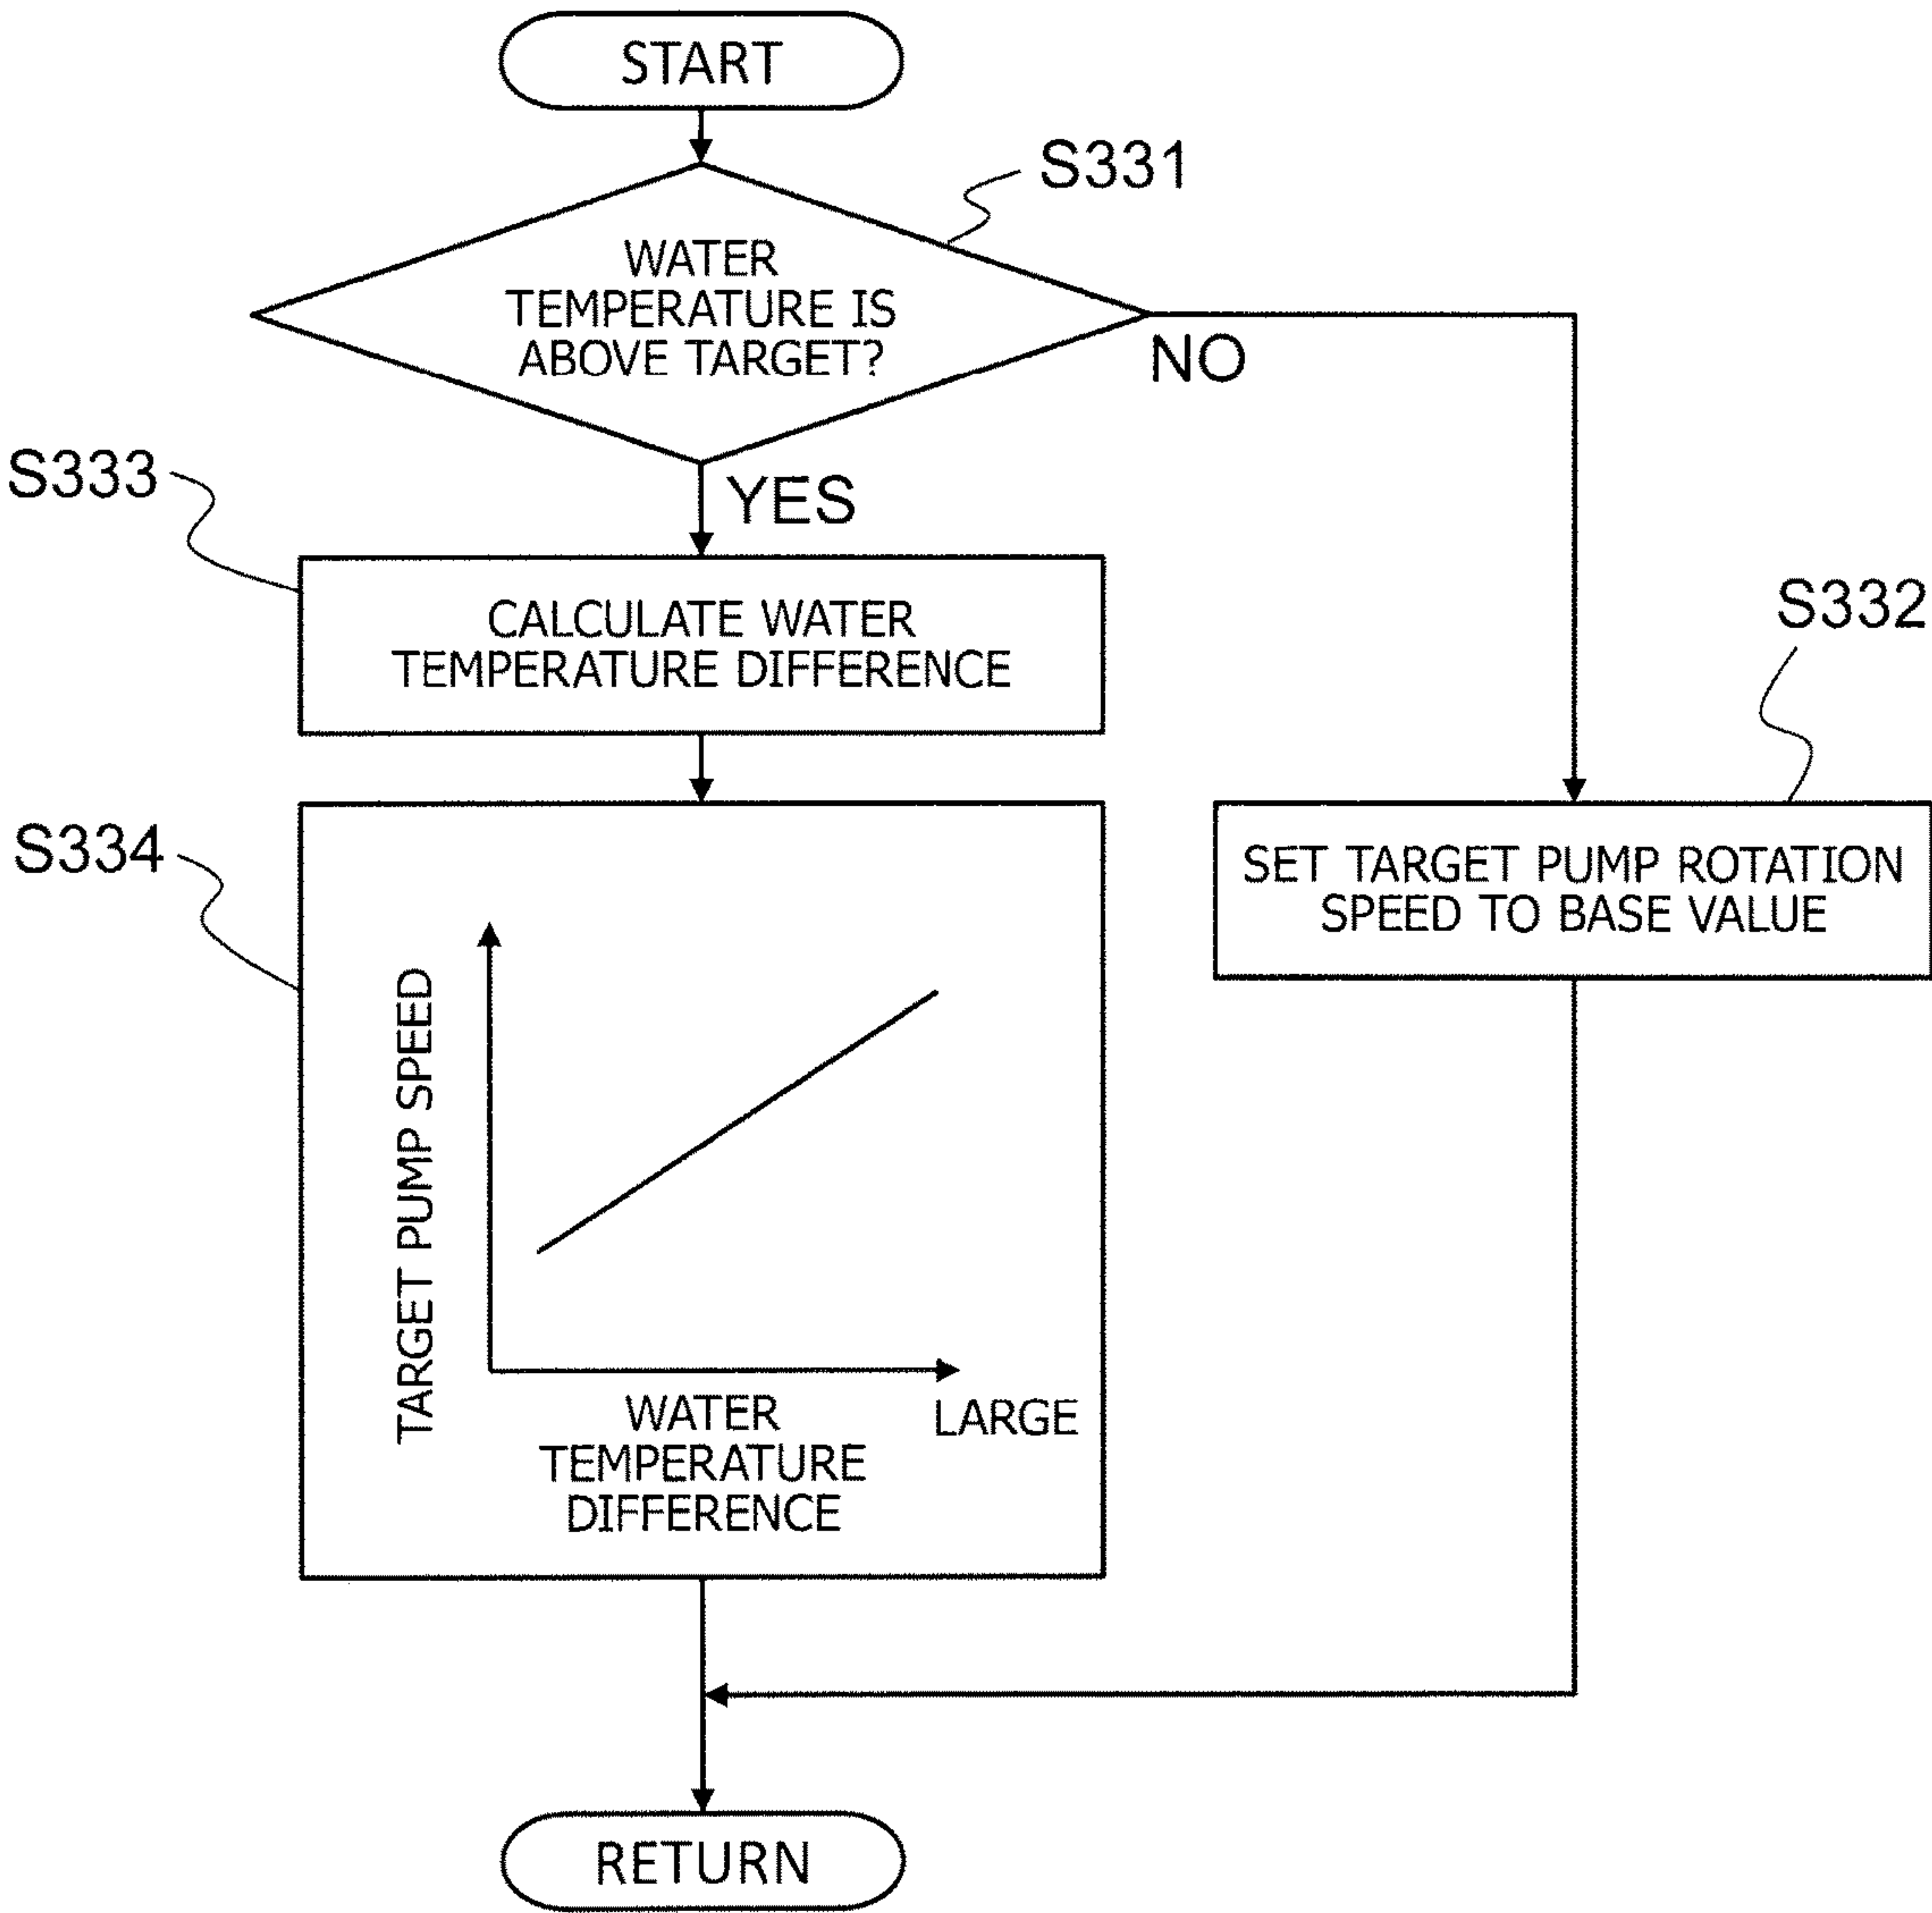 START
S331
WATER
TEMPERATURE IS
ABOVE TARGET?
NO
YES
S333
CALCULATE WATER
TEMPERATURE DIFFERENCE
S332
SET TARGET PUMP ROTATION
SPEED TO BASE VALUE
S334
TARGET PUMP SPEED
WATER
TEMPERATURE
DIFFERENCE
LARGE
RETURN